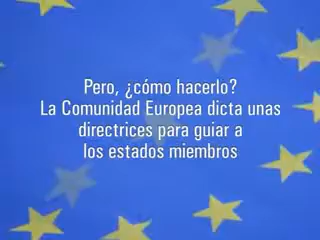 Pero, ¿cómo hacerlo?
La Comunidad Europea dicta unas
directrices para guiar a
los estados miembros